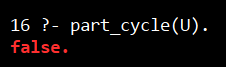 16 ?- part_cycle(U).
false.